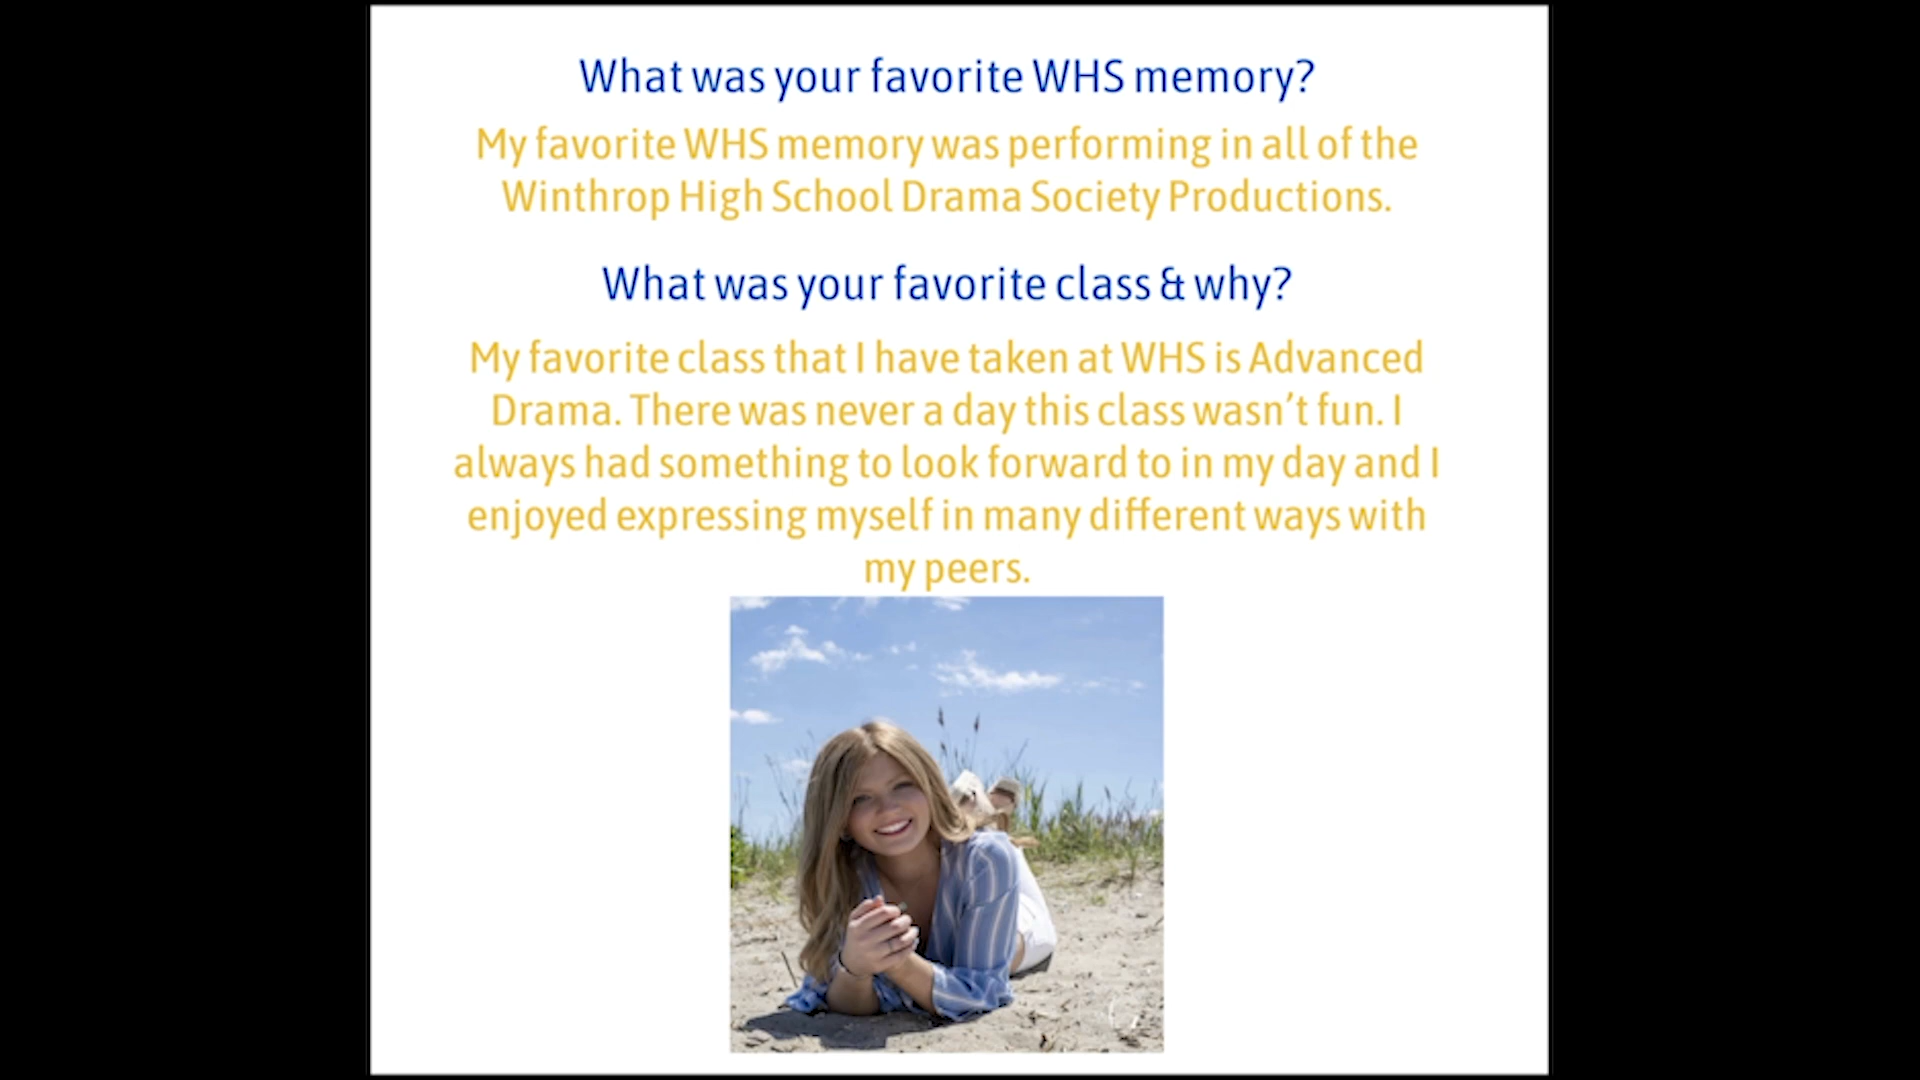 What was your favorite WHS memory?
My favorite WHS memory was performing in all of the
Winthrop High School Drama Society Productions.
What was your favorite class & why?
My favorite class that I have taken at WHS is Advanced
Drama. There was never a day this class wasn’t fun. I
always had something to look forward to in my day and I
enjoyed expressing myself in many different ways with
my peers.